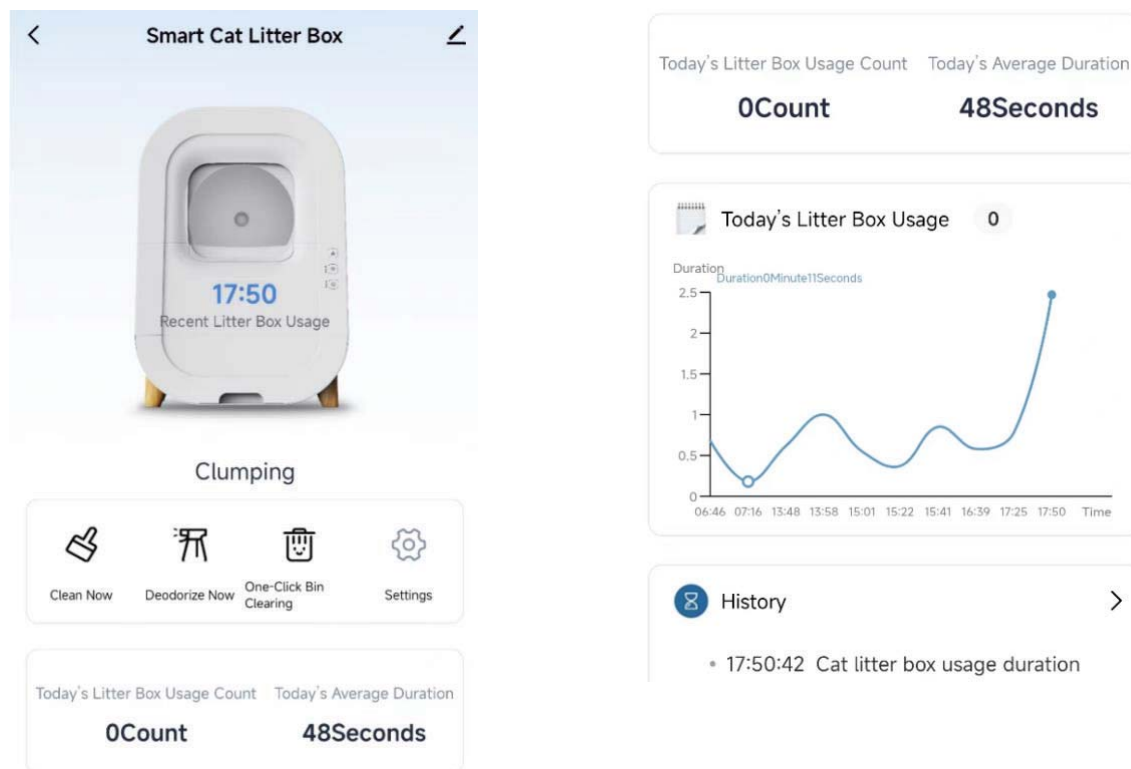 Smart Cat Litter Box
17:50
Recent Litter Box Usage
Clumping
Clean Now
Deodorize Now
One-Click Bin
Clearing
Settings
Today's Litter Box Usage Count Today's Average Duration
0Count 48Seconds
Today's Litter Box Usage Count Today's Average Duration
0Count 48Seconds
Today's Litter Box Usage 0
Duration
Duration0Minute11Seconds
2.5
2
1.5
1
0.5
0
06:46 07:16 13:48 13:58 15:01 15:22 15:41 16:39 17:25 17:50 Time
History
17:50:42 Cat litter box usage duration